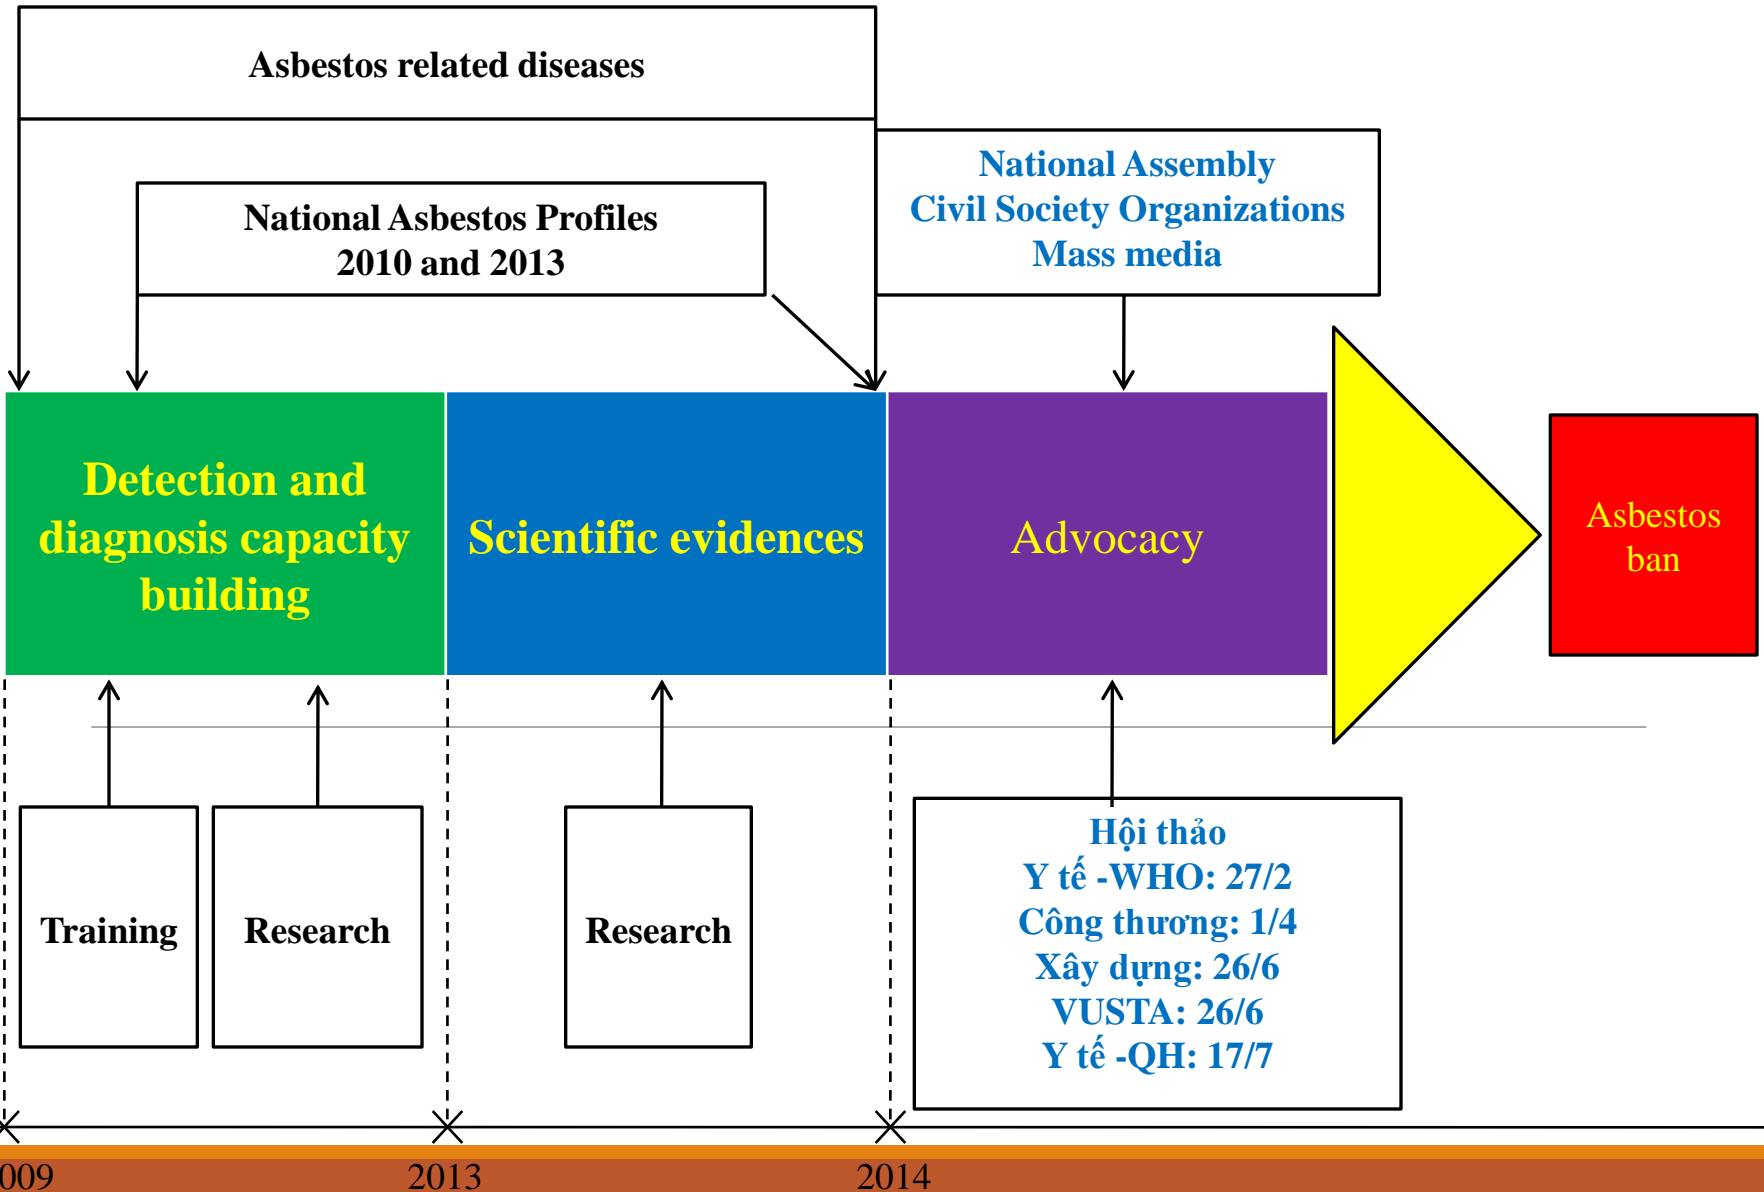 Asbestos related diseases
National Asbestos Profiles
2010 and 2013
National Assembly
Civil Society Organizations
Mass media
Detection and
diagnosis capacity
building
Scientific evidences
Advocacy
Asbestos
ban
Training
Research
Research
Hội thảo
Y tế -WHO: 27/2
Công thương: 1/4
Xây dựng: 26/6
VUSTA: 26/6
Y tế -QH: 17/7
009
2013
2014